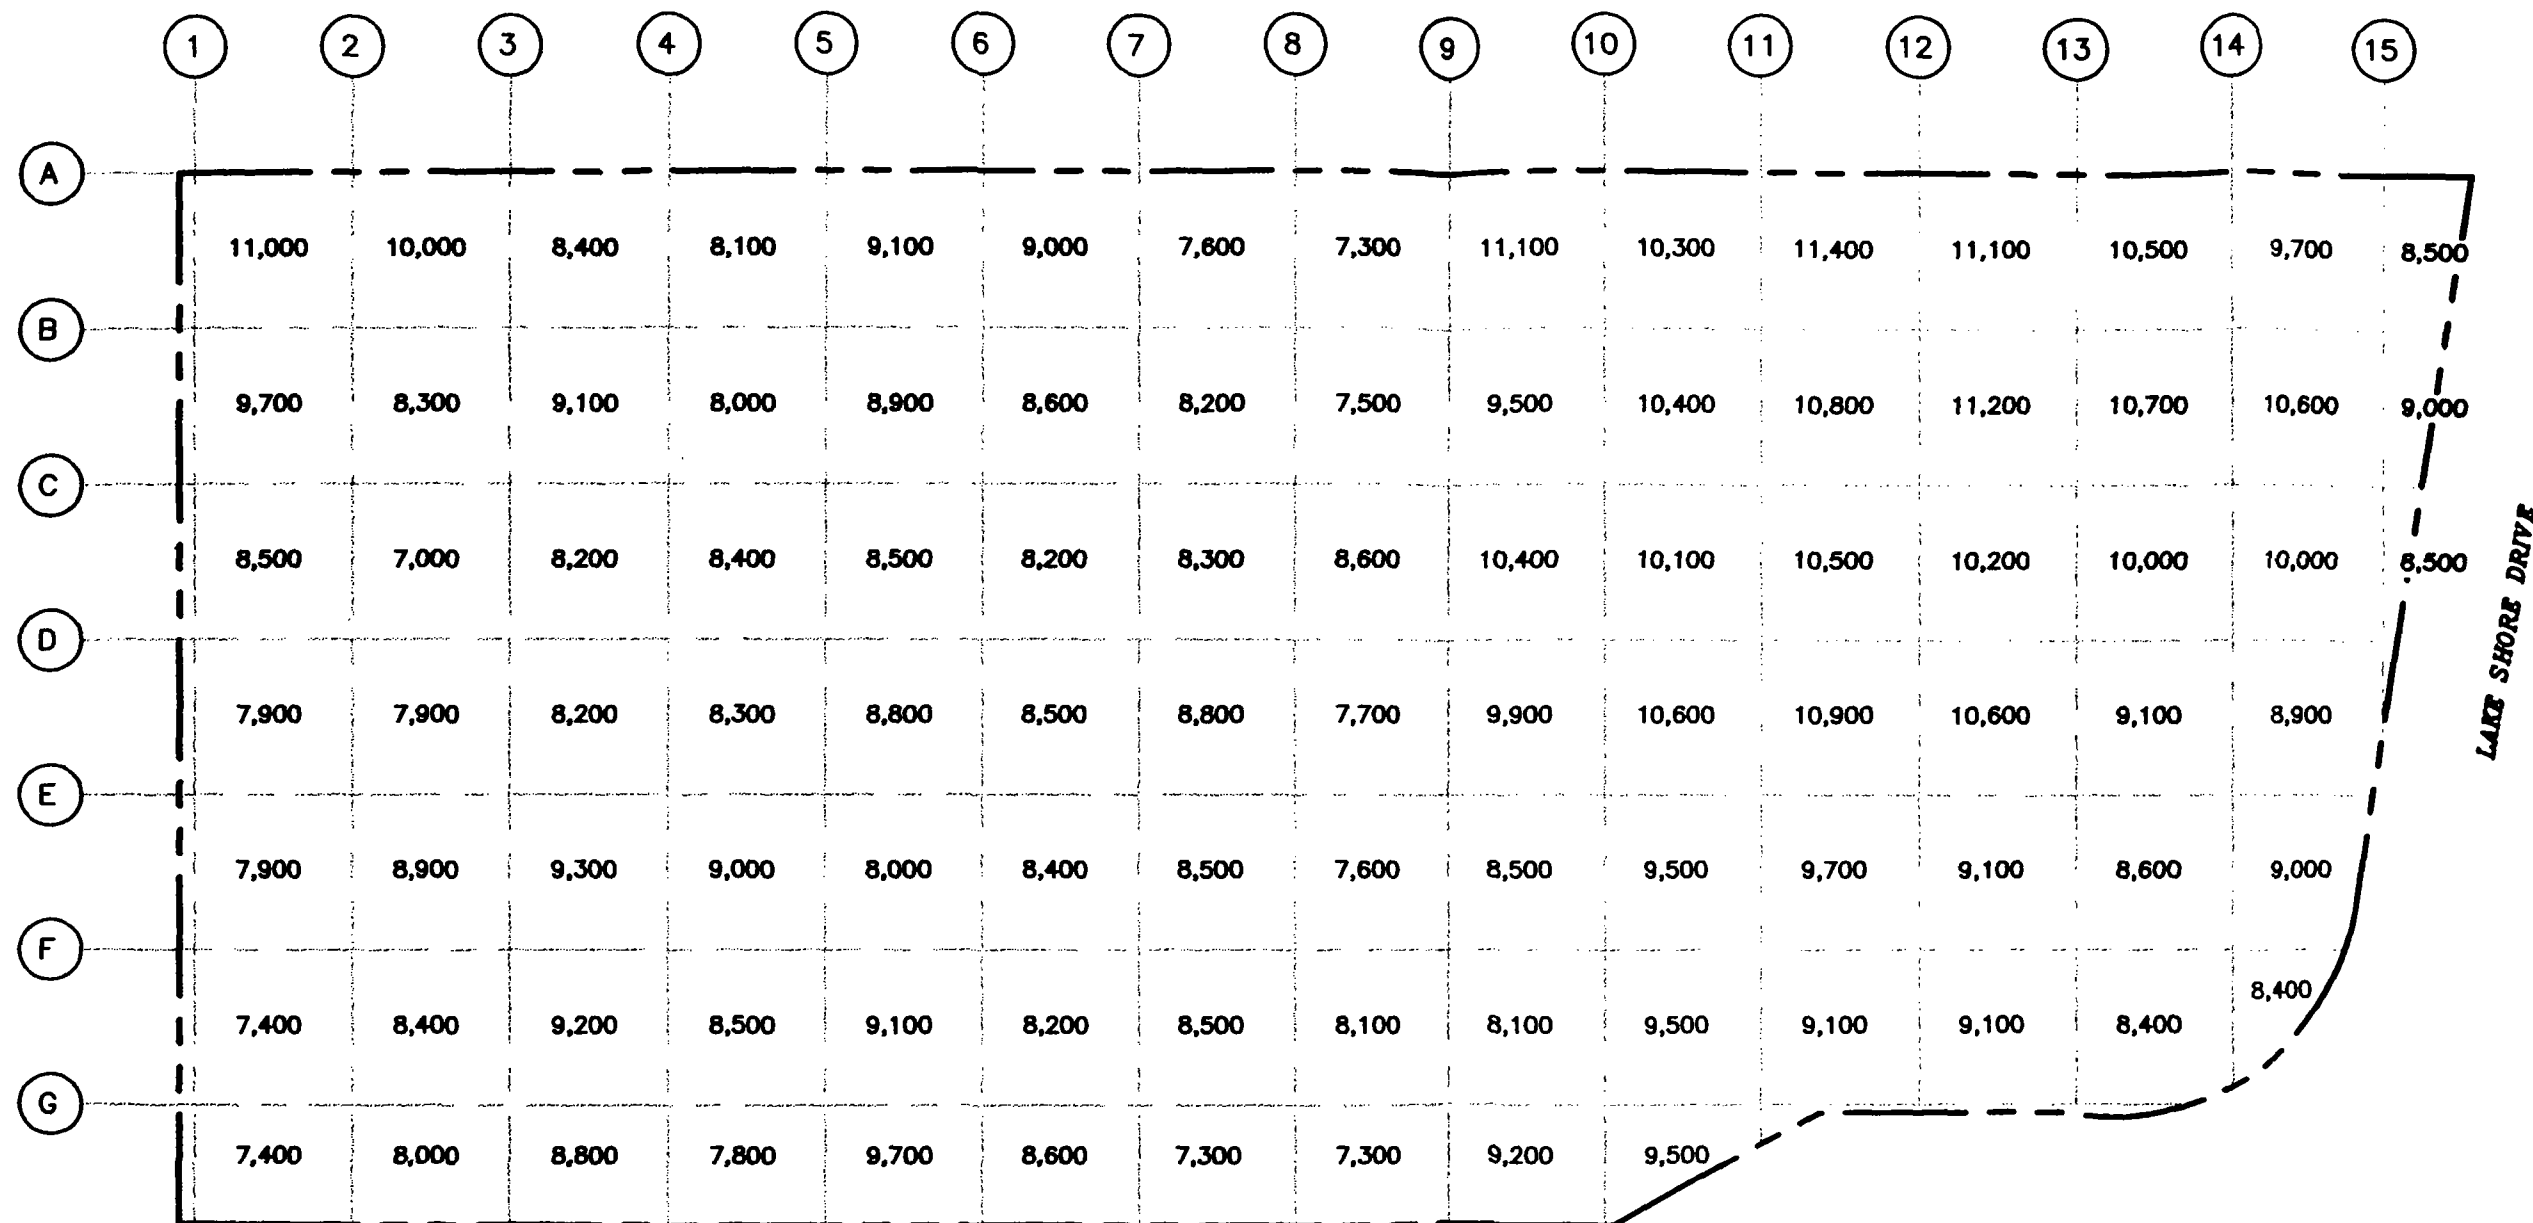 1 2 3 4 5 6 7 8 9 10 11 12 13 14 15
A
11,000 10,000 8,400 8,100 9,100 9,000 7,600 7,300 11,100 10,300 11,400 11,100 10,500 9,700 8,500
B
9,700 8,300 9,100 8,000 8,900 8,600 8,200 7,500 9,500 10,400 10,800 11,200 10,700 10,600 9,000
C
8,500 7,000 8,200 8,400 8,500 8,200 8,300 8,600 10,400 10,100 10,500 10,200 10,000 10,000 8,500
LAKE SHORE DRIVE
D
7,900 7,900 8,200 8,300 8,800 8,500 8,800 7,700 9,900 10,600 10,900 10,600 9,100 8,900
E
7,900 8,900 9,300 9,000 8,000 8,400 8,500 7,600 8,500 9,500 9,700 9,100 8,600 9,000
F
7,400 8,400 9,200 8,500 9,100 8,200 8,500 8,100 8,100 9,500 9,100 9,100 8,400 8,400
G
7,400 8,000 8,800 7,800 9,700 8,600 7,300 7,300 9,200 9,500